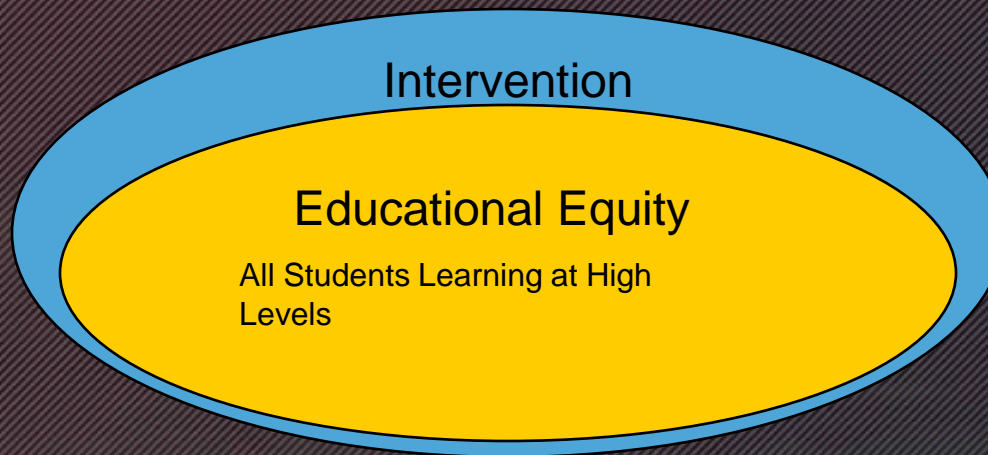 Intervention
Educational Equity
All Students Learning at High
Levels